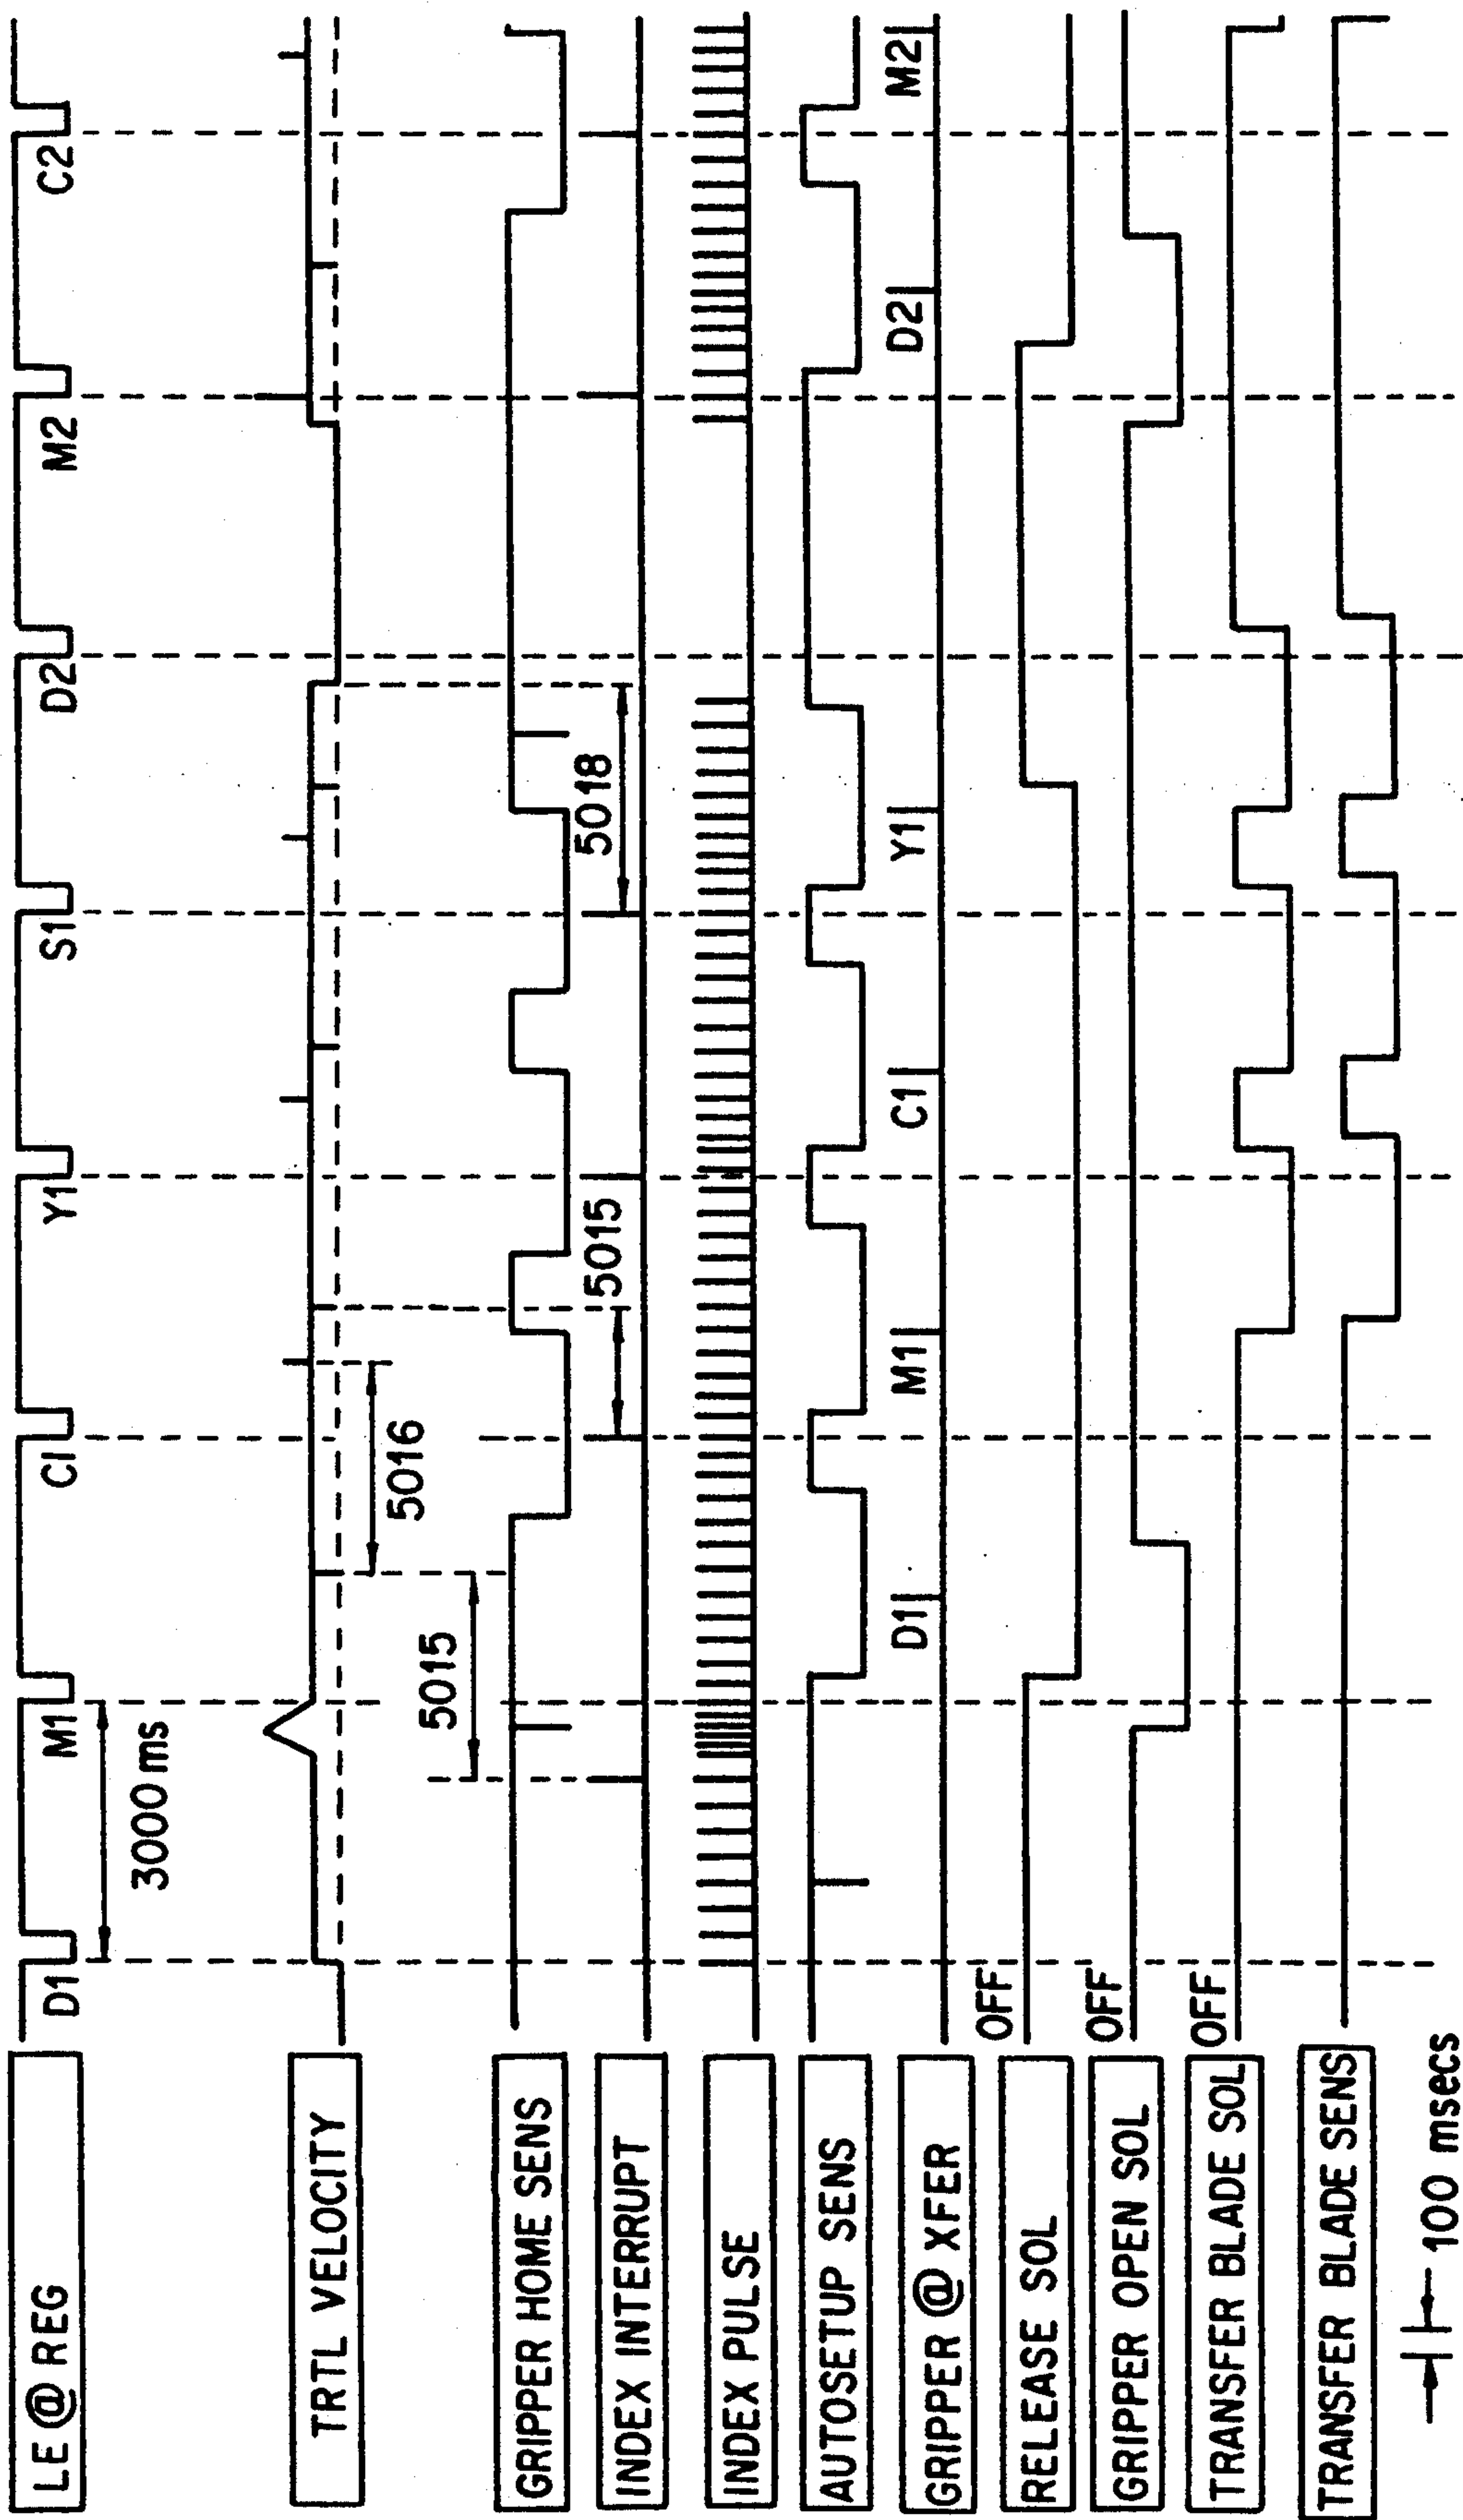 LE @ REG
D1
M1
C1
Y1
S1
D2
M2
C2
3000 ms
TRTL VELOCITY
5016
5015
GRIPPER HOME SENS
5015
5018
INDEX INTERRUPT
INDEX PULSE
AUTOSETUP SENS
GRIPPER @ XFER
D1
M1
C1
Y1
D2
M2
RELEASE SOL
OFF
GRIPPER OPEN SOL
OFF
TRANSFER BLADE SOL
OFF
TRANSFER BLADE SENS
100 msecs